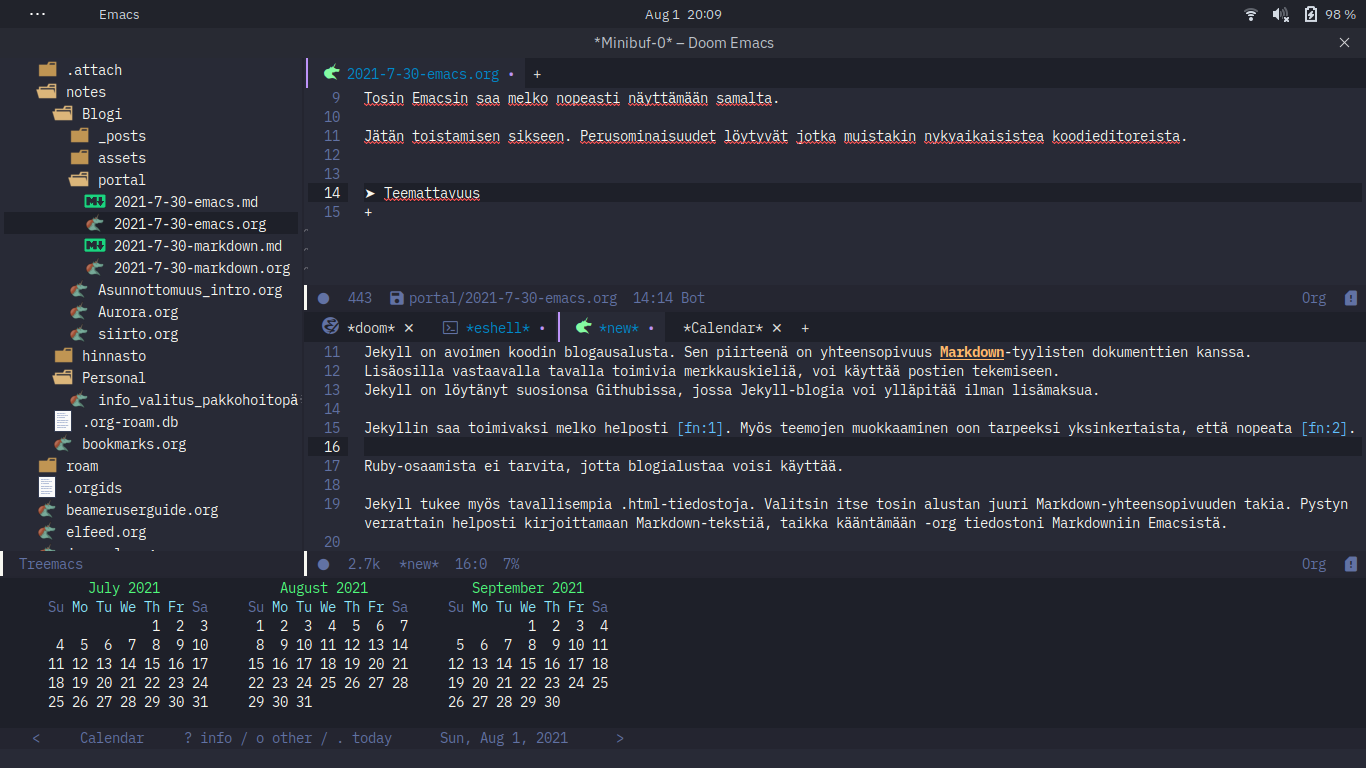 Emacs
Aug 1 20:09
98 %
*Minibuf-0* – Doom Emacs
.attach
notes
Blogi
_posts
assets
portal
2021-7-30-emacs.md
2021-7-30-emacs.org
2021-7-30-markdown.md
2021-7-30-markdown.org
Asunnottomuus_intro.org
Aurora.org
siirto.org
hinnasto
Personal
info_valitus_pakkohoitopä
.org-roam.db
bookmarks.org
roam
.orgids
beameruserguide.org
elfeed.org
Treemacs
2021-7-30-emacs.org • +
9 Tosin Emacsin saa melko nopeasti näyttämään samalta.
10
11 Jätän toistamisen sikseen. Perusominaisuudet löytyvät jotka muistakin nykyaikaisistea koodieditoreista.
12
13
14 ➤ Teemattavuus
15 +
443 portal/2021-7-30-emacs.org 14:14 Bot Org
*doom* × *eshell* • *new* • *Calendar* × +
11 Jekyll on avoimen koodin blogausalusta. Sen piirteenä on yhteensopivuus Markdown-tyylisten dokumenttien kanssa.
12 Lisäosilla vastaavalla tavalla toimivia merkkauskieliä, voi käyttää postien tekemiseen.
13 Jekyll on löytänyt suosionsa Githubissa, jossa Jekyll-blogia voi ylläpitää ilman lisämaksua.
14
15 Jekyllin saa toimivaksi melko helposti [fn:1]. Myös teemojen muokkaaminen oon tarpeeksi yksinkertaista, että nopeata [fn:2].
16
17 Ruby-osaamista ei tarvita, jotta blogialustaa voisi käyttää.
18
19 Jekyll tukee myös tavallisempia .html-tiedostoja. Valitsin itse tosin alustan juuri Markdown-yhteensopivuuden takia. Pystyn
verrattain helposti kirjoittamaan Markdown-tekstiä, taikka kääntämään -org tiedostoni Markdowniin Emacsistä.
20
2.7k *new* 16:0 7% Org
July 2021 August 2021 September 2021
Su Mo Tu We Th Fr Sa Su Mo Tu We Th Fr Sa Su Mo Tu We Th Fr Sa
1 2 3 1 2 3 4 5 6 7 1 2 3 4
4 5 6 7 8 9 10 8 9 10 11 12 13 14 5 6 7 8 9 10 11
11 12 13 14 15 16 17 15 16 17 18 19 20 21 12 13 14 15 16 17 18
18 19 20 21 22 23 24 22 23 24 25 26 27 28 19 20 21 22 23 24 25
25 26 27 28 29 30 31 29 30 31 26 27 28 29 30
< Calendar ? info / o other / . today Sun, Aug 1, 2021 >